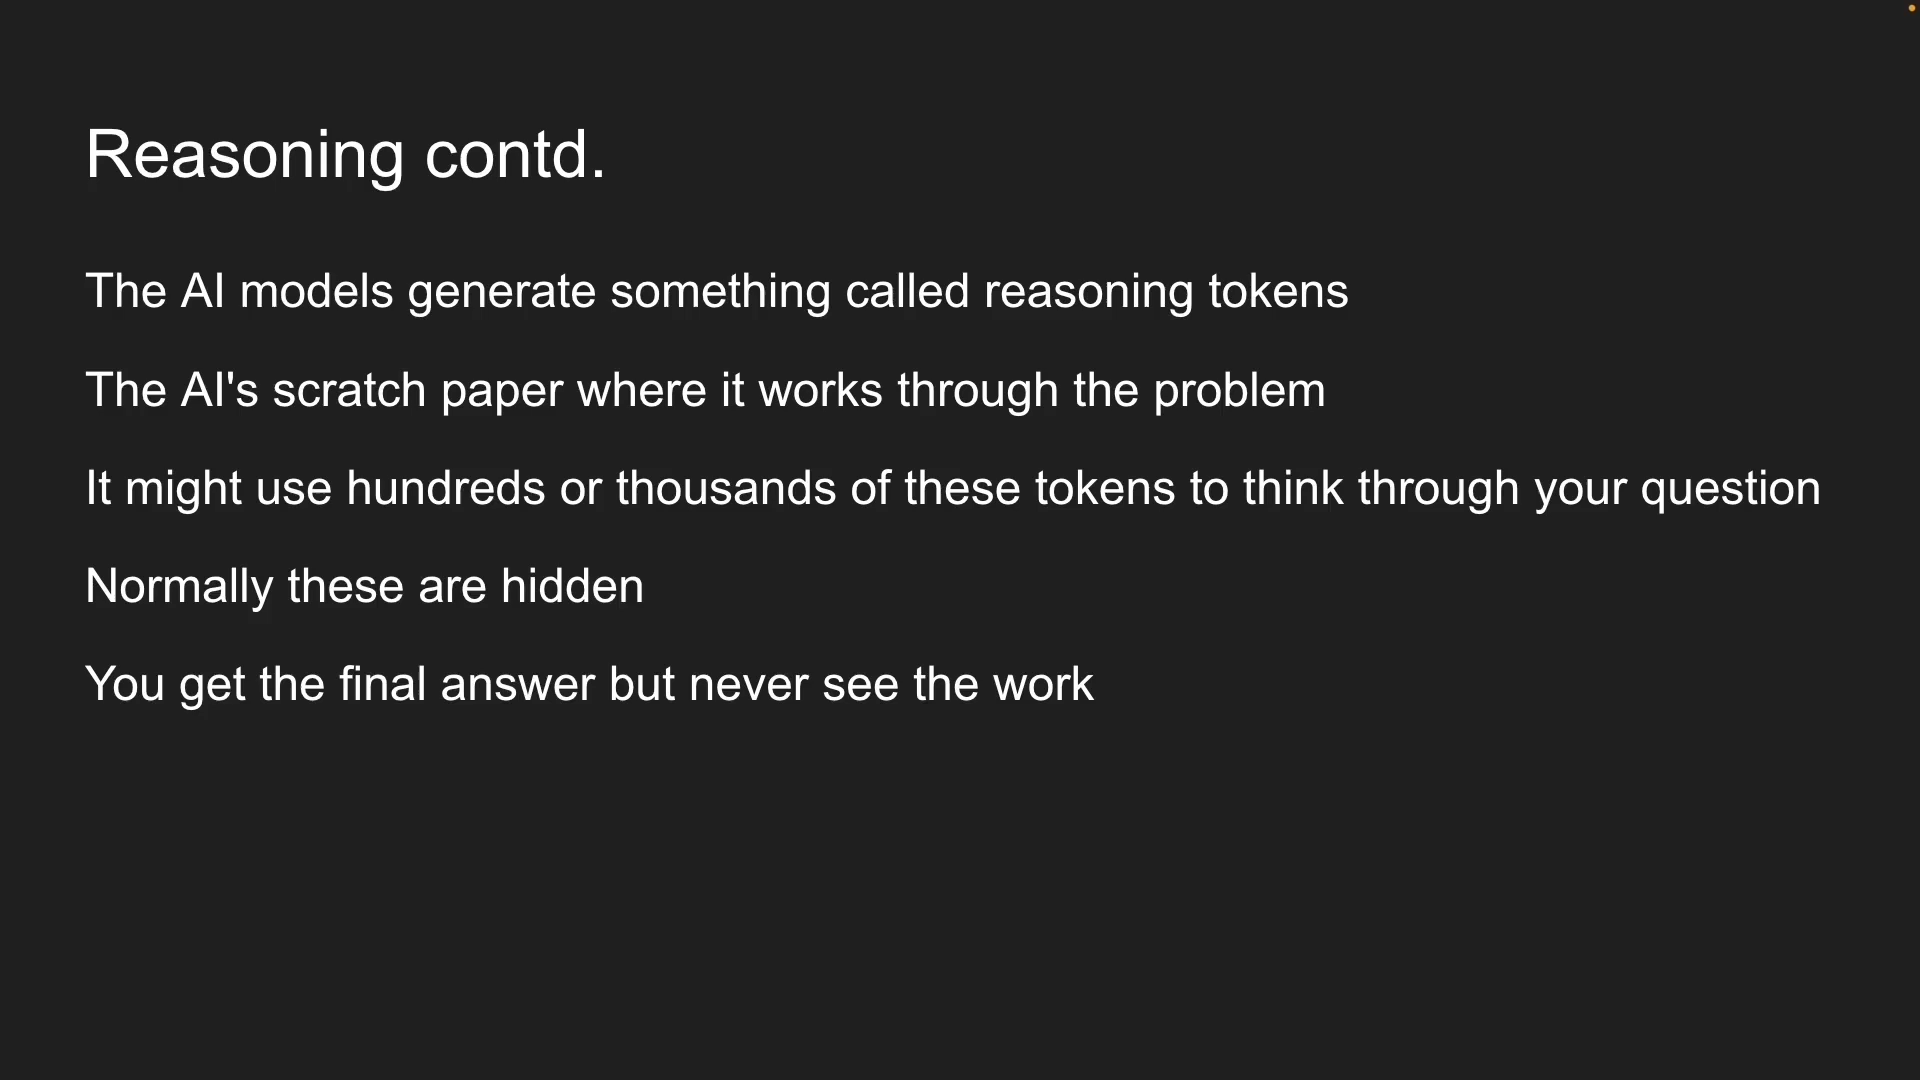 Reasoning contd.
The AI models generate something called reasoning tokens
The AI's scratch paper where it works through the problem
It might use hundreds or thousands of these tokens to think through your question
Normally these are hidden
You get the final answer but never see the work